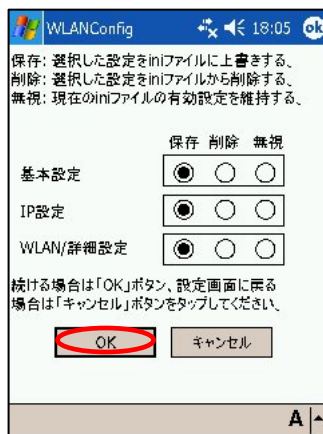 WLANConfig 18:05 ok
保存: 選択した設定をiniファイルに上書きする、
削除: 選択した設定をiniファイルから削除する、
無視: 現在のiniファイルの有効設定を維持する、
保存 削除 無視
基本設定
IP設定
WLAN/詳細設定
続ける場合は「OK」ボタン、設定画面に戻る
場合は「キャンセル」ボタンをタップしてください、
OK キャンセル
A